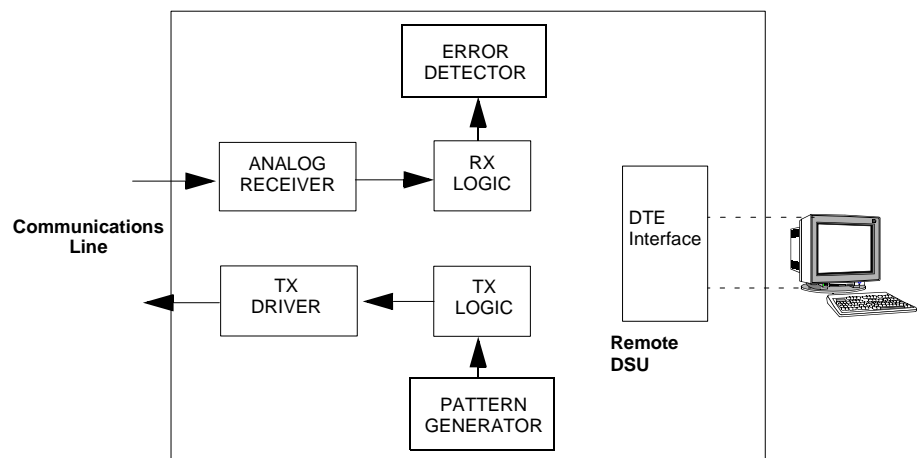 ERROR
DETECTOR
ANALOG
RECEIVER
RX
LOGIC
Communications
Line
DTE
Interface
TX
DRIVER
TX
LOGIC
Remote
DSU
PATTERN
GENERATOR